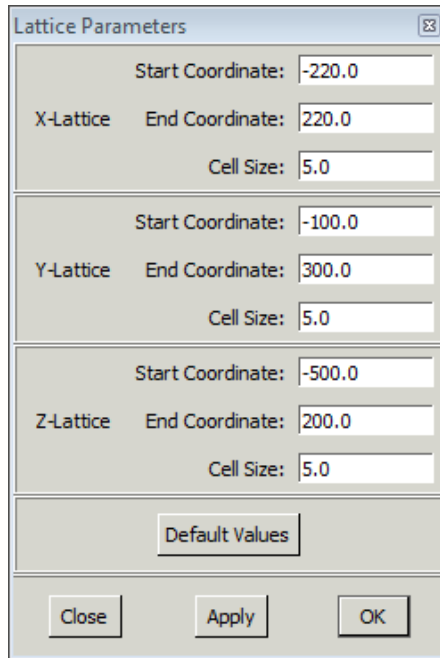 Lattice Parameters
Start Coordinate: -220.0
X-Lattice End Coordinate: 220.0
Cell Size: 5.0
Start Coordinate: -100.0
Y-Lattice End Coordinate: 300.0
Cell Size: 5.0
Start Coordinate: -500.0
Z-Lattice End Coordinate: 200.0
Cell Size: 5.0
Default Values
Close Apply OK